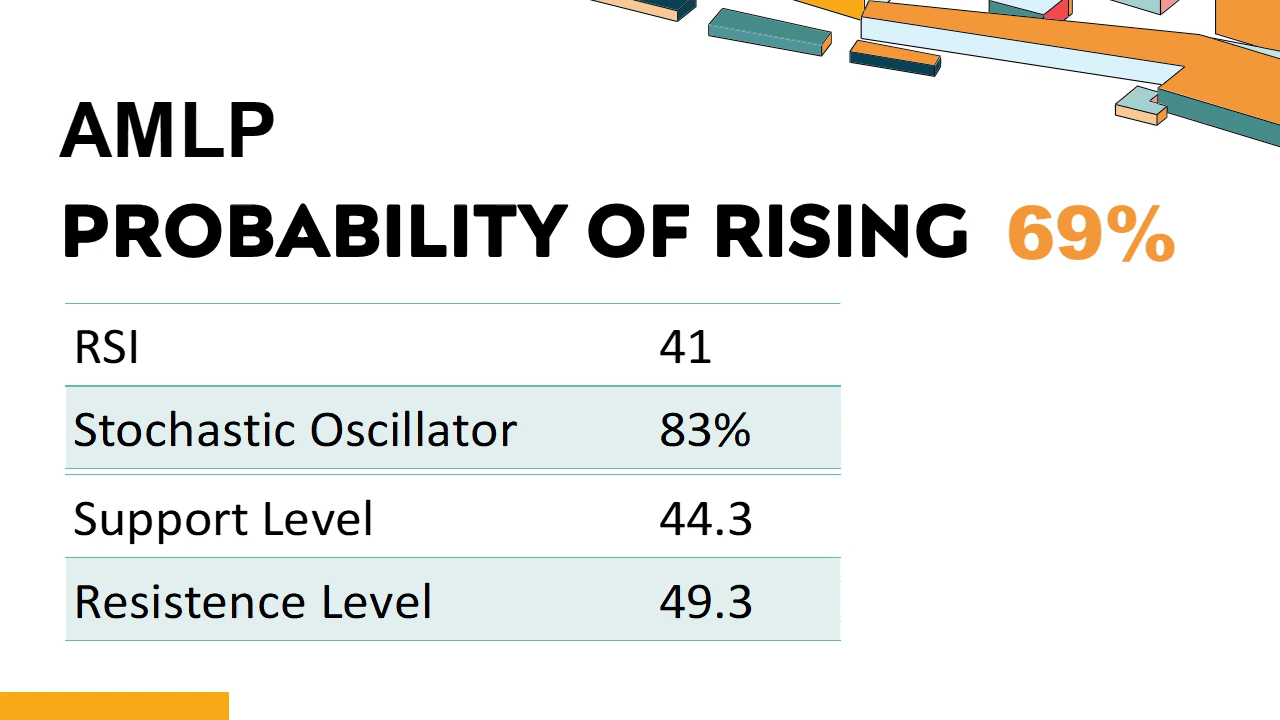 AMLP
PROBABILITY OF RISING 69%
RSI 41
Stochastic Oscillator 83%
Support Level 44.3
Resistence Level 49.3